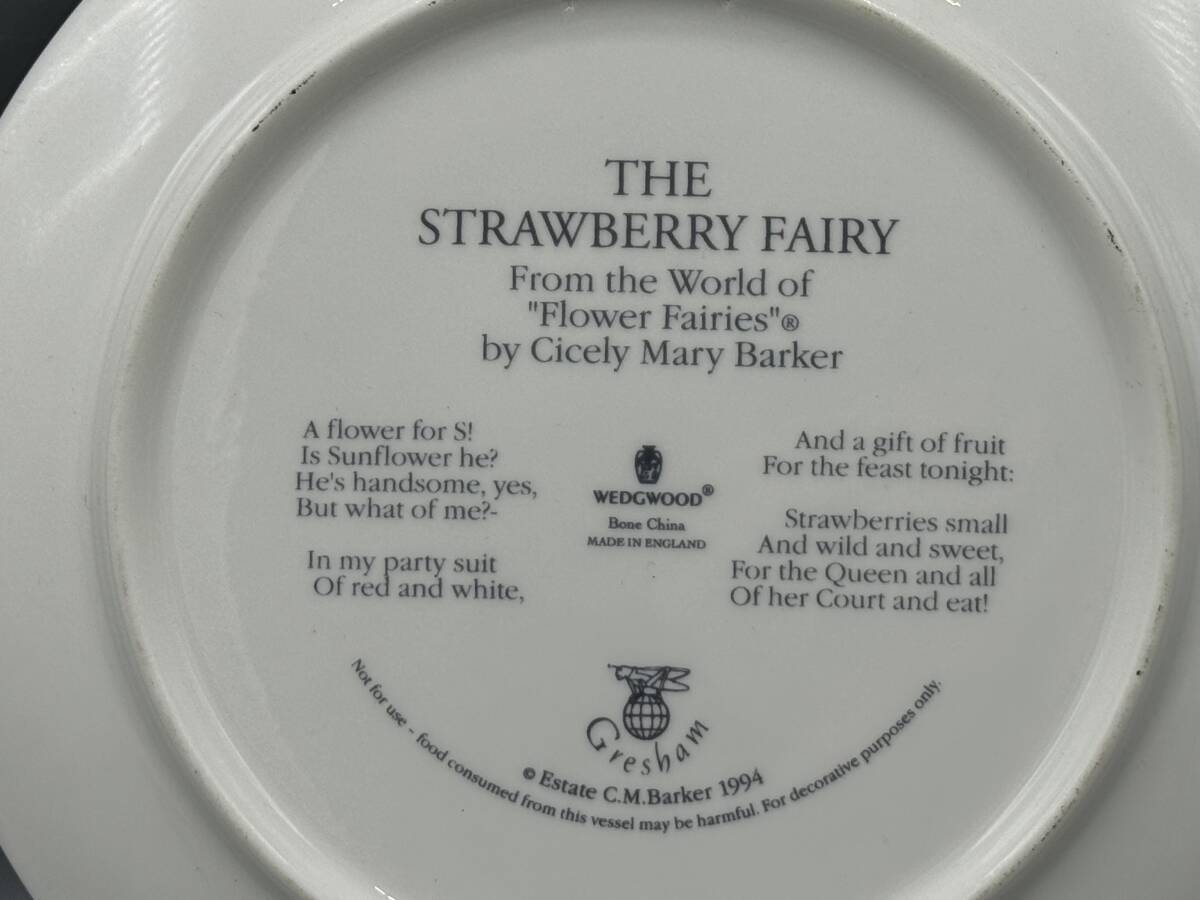 THE
STRAWBERRY FAIRY
From the World of
"Flower Fairies"®
by Cicely Mary Barker
A flower for S!
Is Sunflower he?
He's handsome, yes,
But what of me?-
In my party suit
Of red and white,
WEDGWOOD®
Bone China
MADE IN ENGLAND
And a gift of fruit
For the feast tonight:
Strawberries small
And wild and sweet,
For the Queen and all
Of her Court and eat!
Gresham
© Estate C.M.Barker 1994
Not for use - food consumed from this vessel may be harmful. For decorative purposes only.